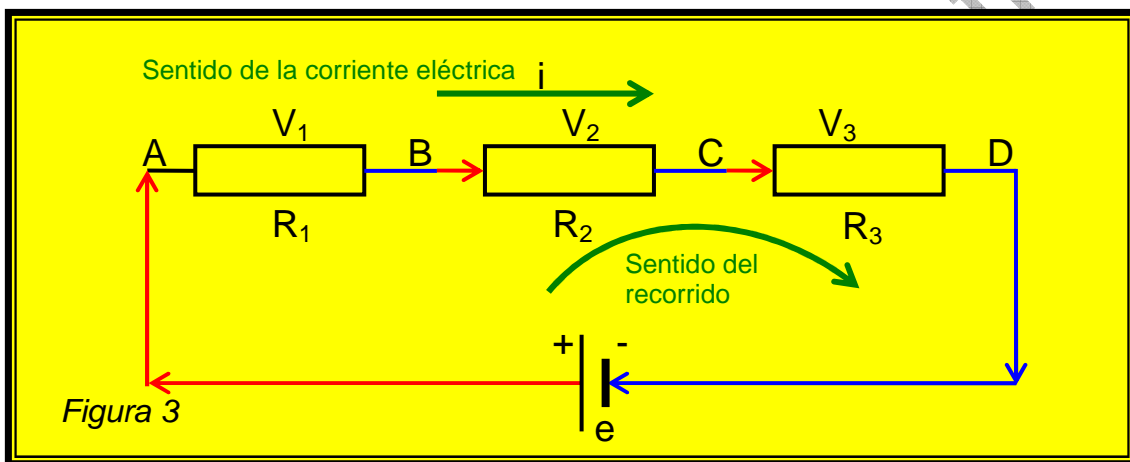 Sentido de la corriente eléctrica
i
V₁
V₂
V₃
A
B
C
D
R₁
R₂
R₃
Sentido del
recorrido
+
-
e
Figura 3